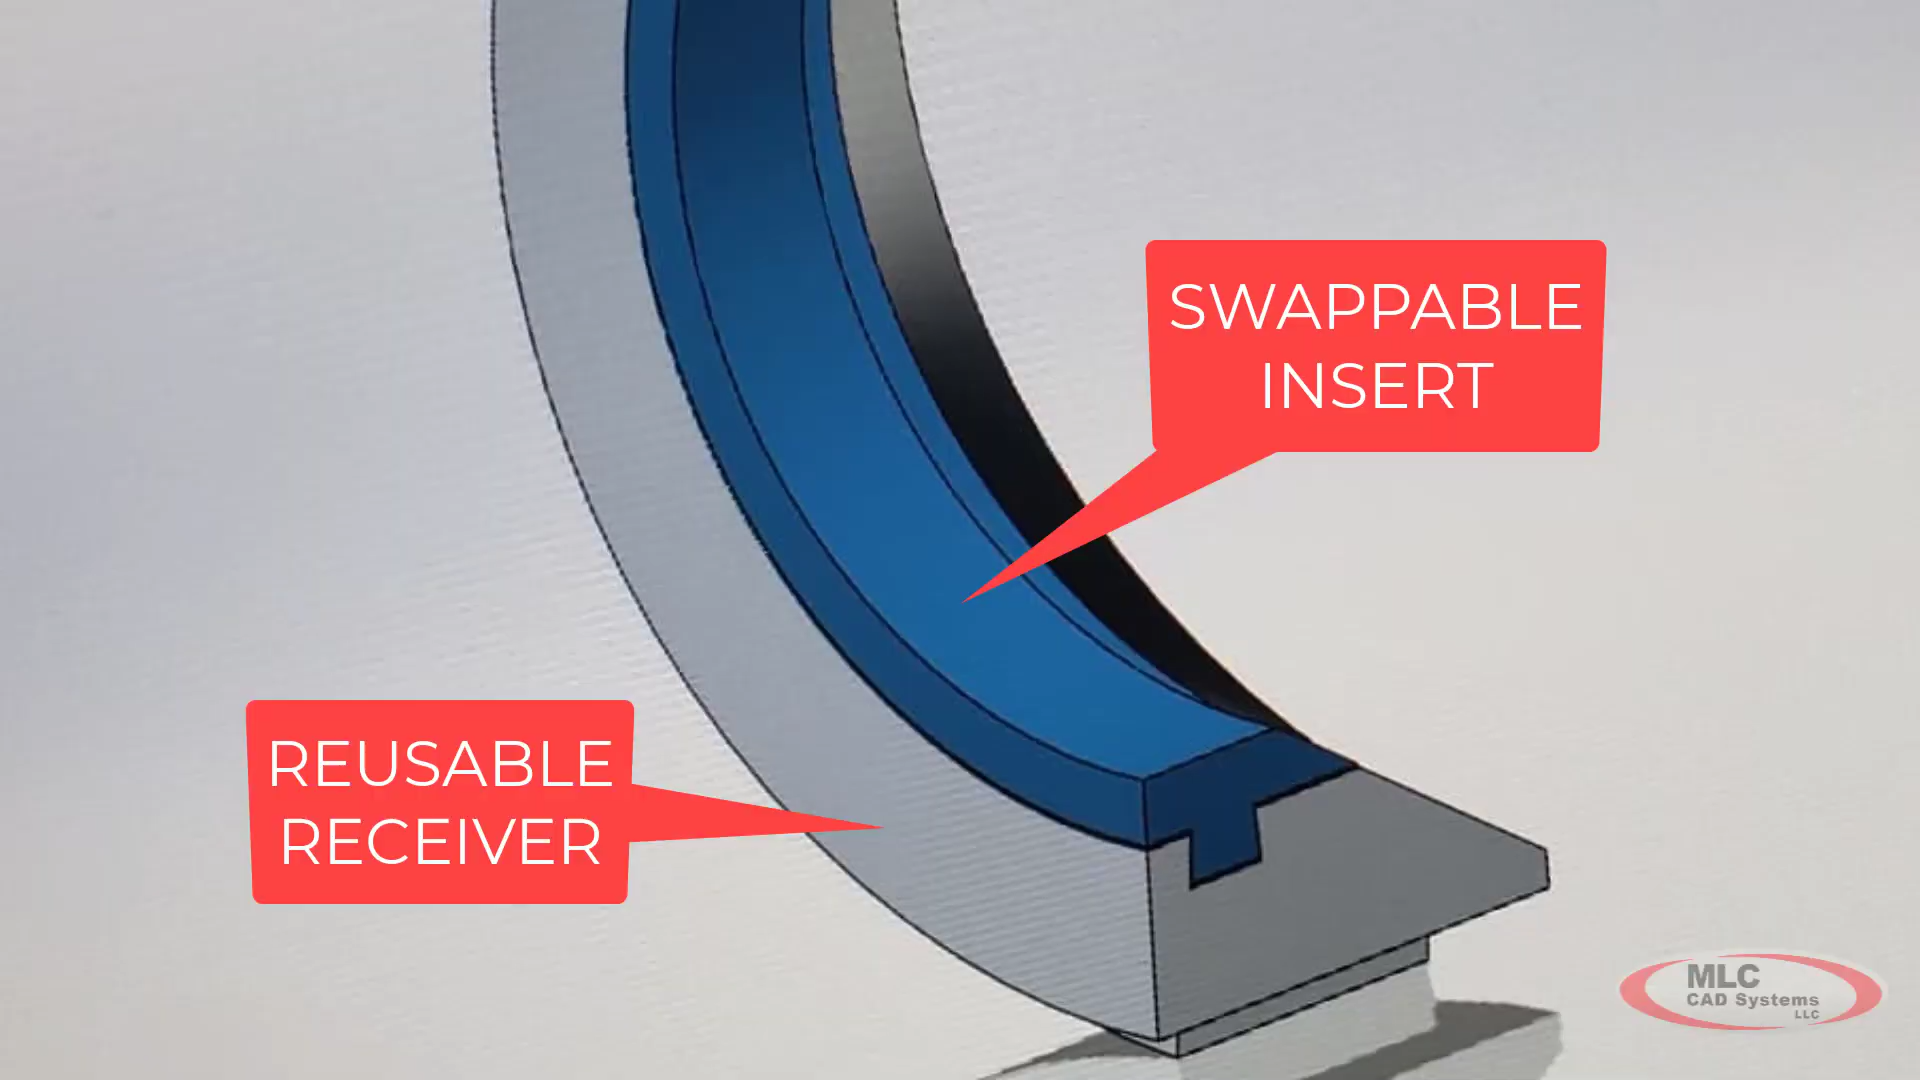 SWAPPABLE
INSERT
REUSABLE
RECEIVER
MLC
CAD Systems
LLC